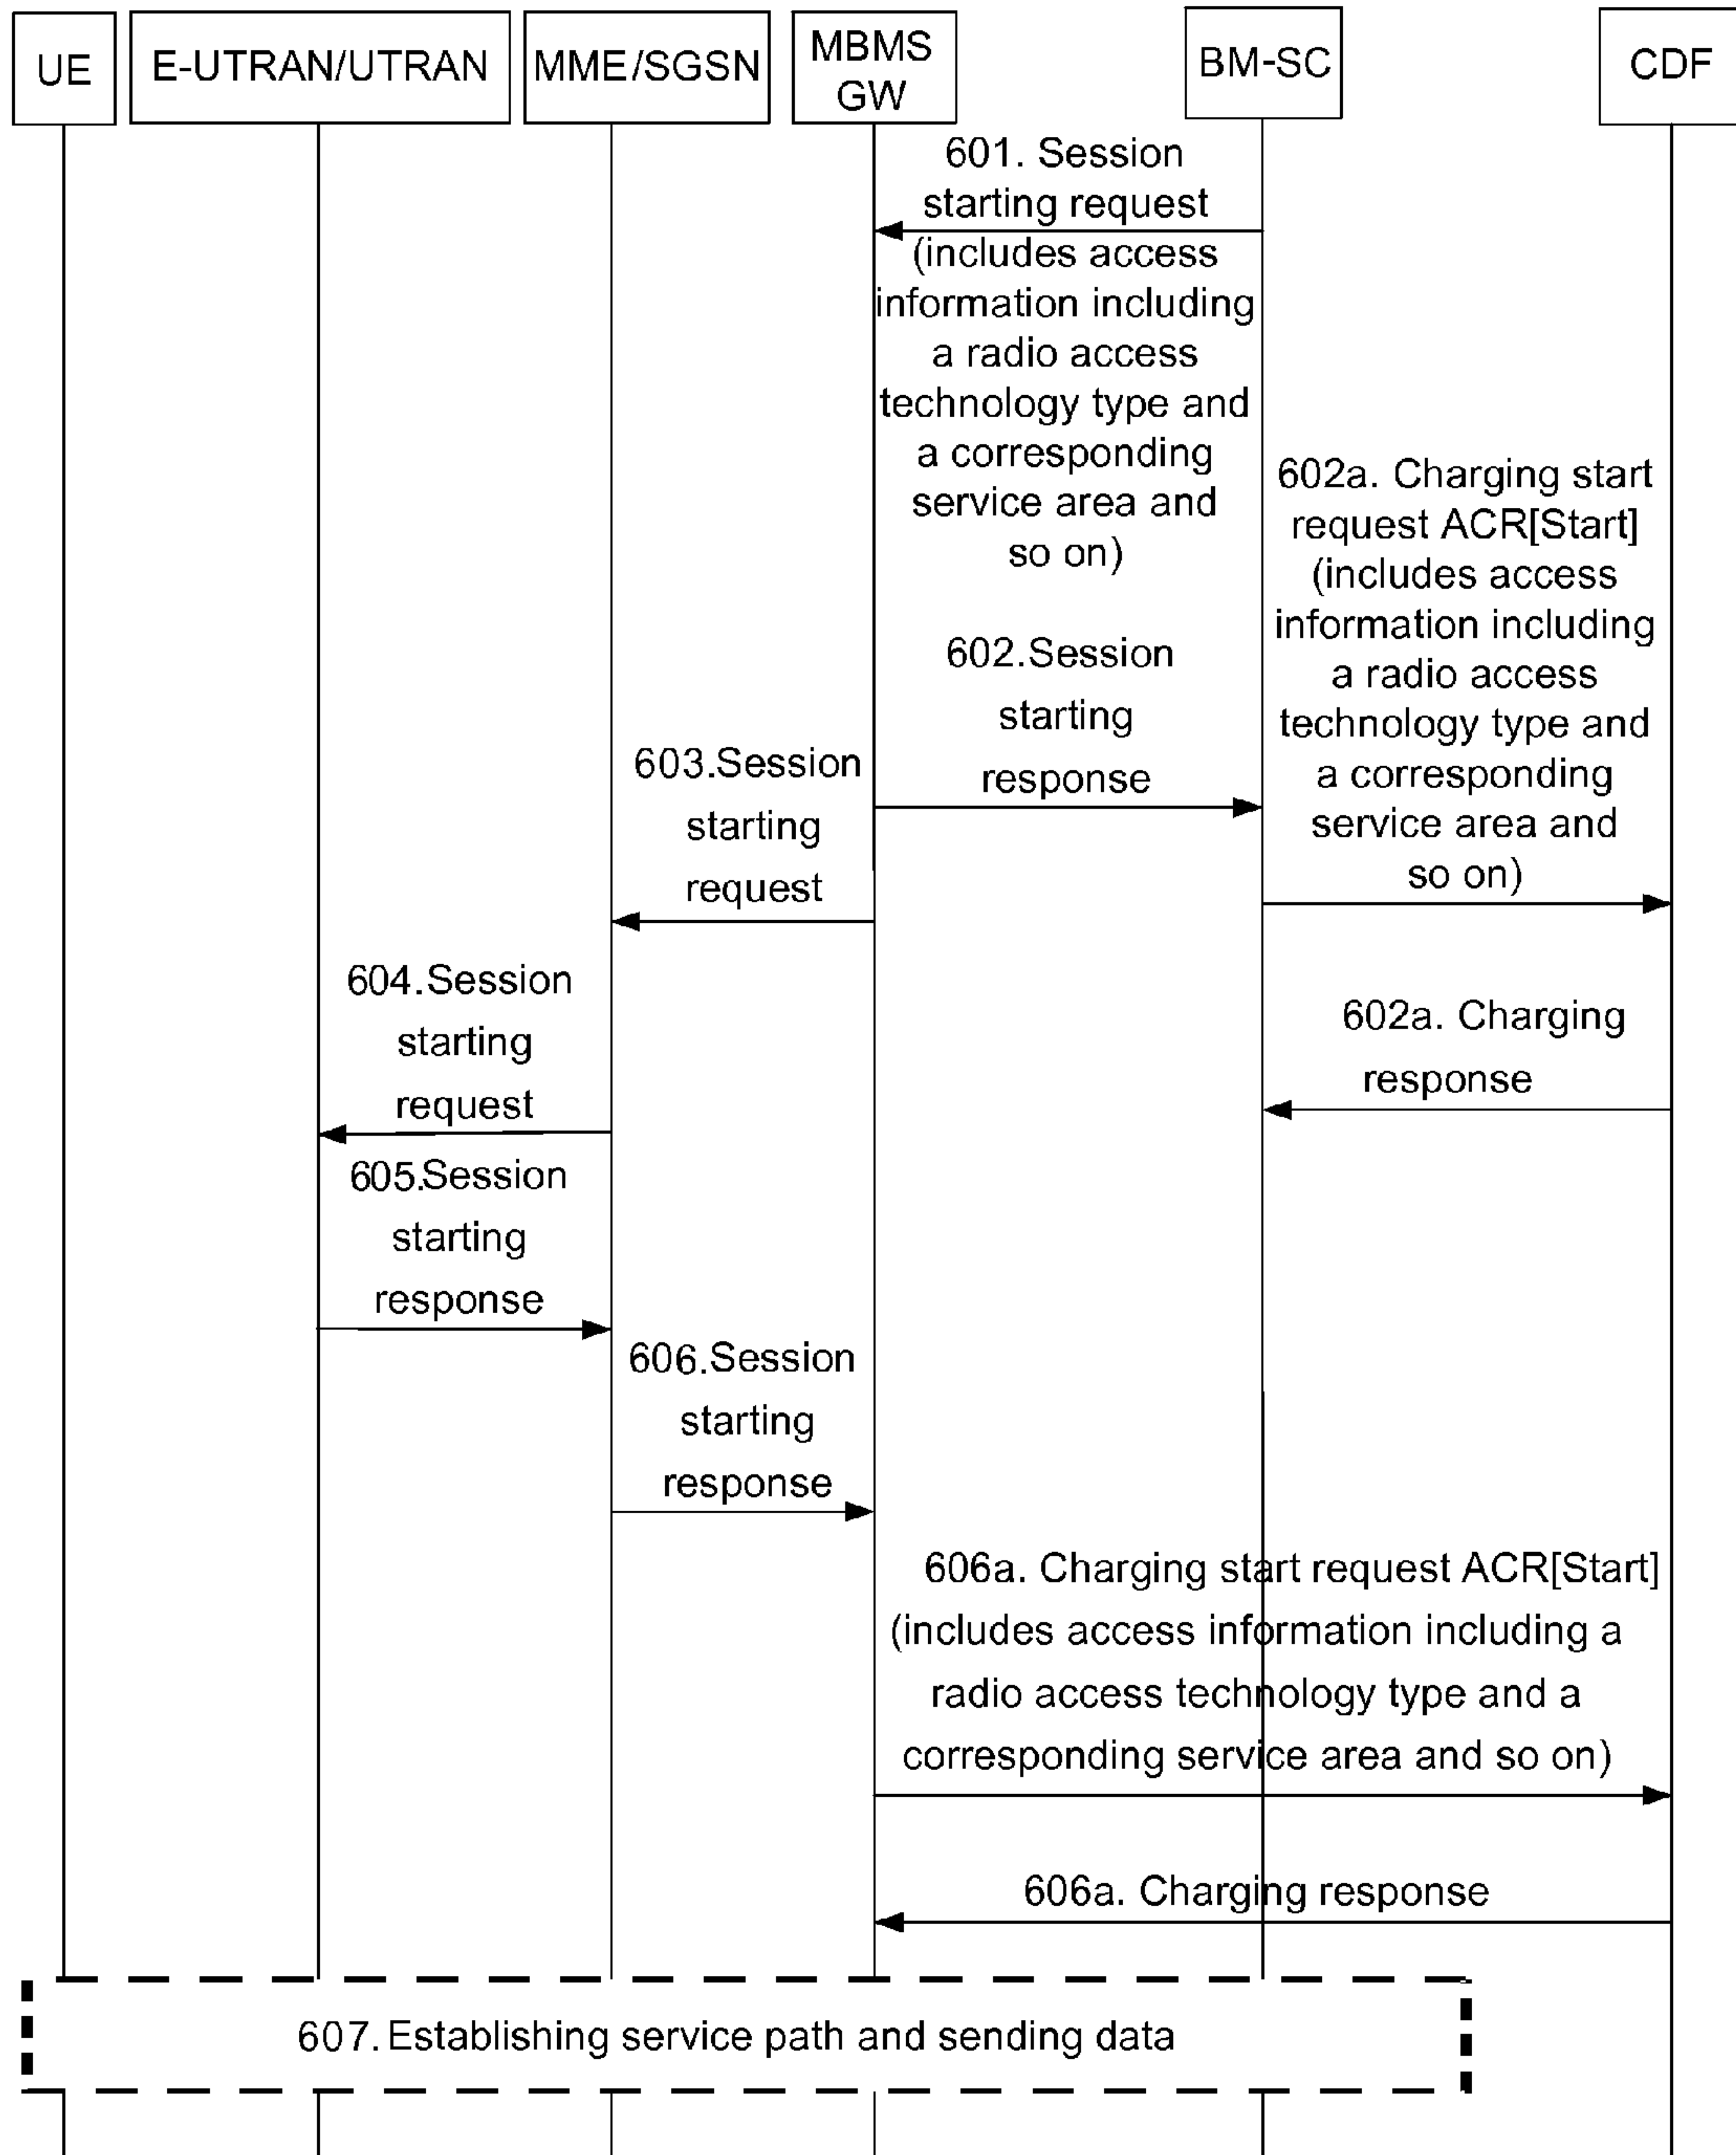 UE
E-UTRAN/UTRAN
MME/SGSN
MBMS
GW
BM-SC
CDF
601. Session
starting request
(includes access
information including
a radio access
technology type and
a corresponding
service area and
so on)
602a. Charging start
request ACR[Start]
(includes access
information including
a radio access
technology type and
a corresponding
service area and
so on)
602.Session
starting
response
603.Session
starting
request
604.Session
starting
request
602a. Charging
response
605.Session
starting
response
606.Session
starting
response
606a. Charging start request ACR[Start]
(includes access information including a
radio access technology type and a
corresponding service area and so on)
606a. Charging response
607. Establishing service path and sending data